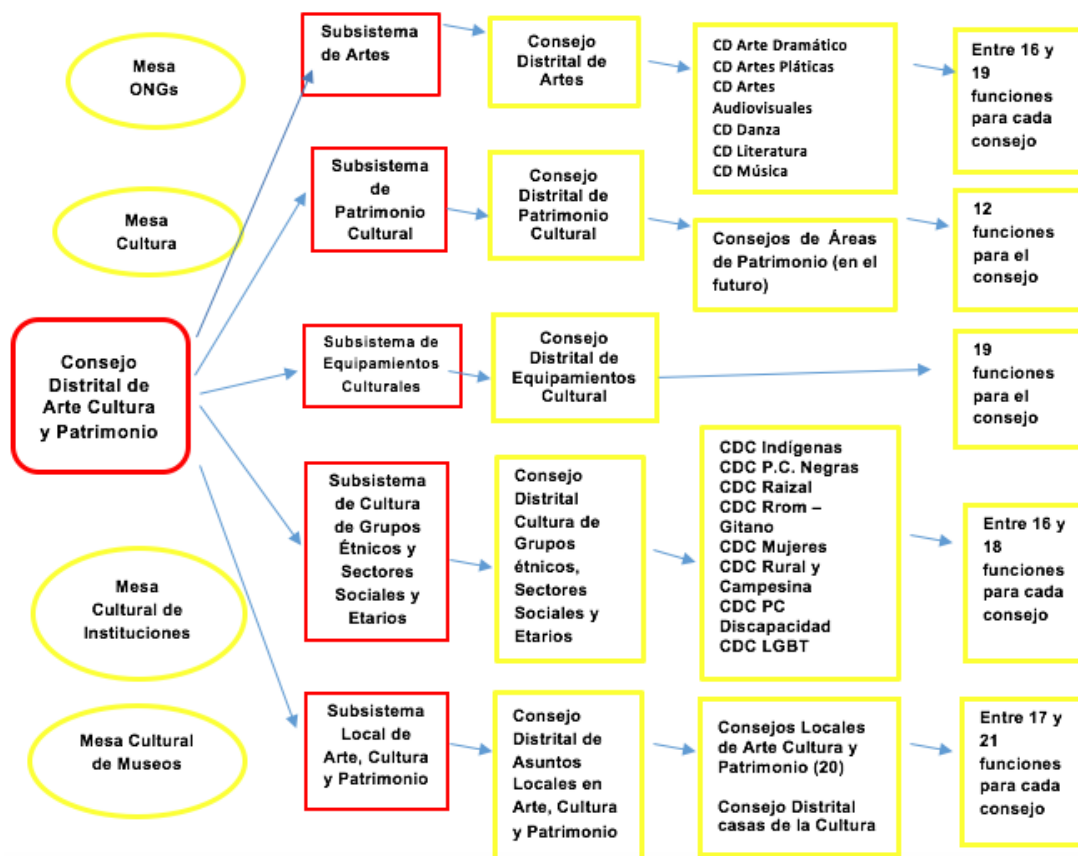 Mesa
ONGs
Mesa
Cultura
Consejo
Distrital de
Arte Cultura
y Patrimonio
Mesa
Cultural de
Instituciones
Mesa Cultural
de Museos
Subsistema
de Artes
Consejo
Distrital de
Artes
CD Arte Dramático
CD Artes Pláticas
CD Artes
Audiovisuales
CD Danza
CD Literatura
CD Música
Entre 16 y
19
funciones
para cada
consejo
Subsistema
de
Patrimonio
Cultural
Consejo
Distrital de
Patrimonio
Cultural
Consejos de Áreas
de Patrimonio (en el
futuro)
12
funciones
para el
consejo
Subsistema de
Equipamientos
Culturales
Consejo
Distrital de
Equipamientos
Cultural
19
funciones
para el
consejo
Subsistema
de Cultura
de Grupos
Étnicos y
Sectores
Sociales y
Etarios
Consejo
Distrital
Cultura de
Grupos
étnicos,
Sectores
Sociales y
Etarios
CDC Indígenas
CDC P.C. Negras
CDC Raizal
CDC Rrom –
Gitano
CDC Mujeres
CDC Rural y
Campesina
CDC PC
Discapacidad
CDC LGBT
Entre 16 y
18
funciones
para cada
consejo
Subsistema
Local de
Arte, Cultura
y Patrimonio
Consejo
Distrital de
Asuntos
Locales en
Arte, Cultura
y Patrimonio
Consejos Locales
de Arte Cultura y
Patrimonio (20)
Consejo Distrital
casas de la Cultura
Entre 17 y
21
funciones
para cada
consejo